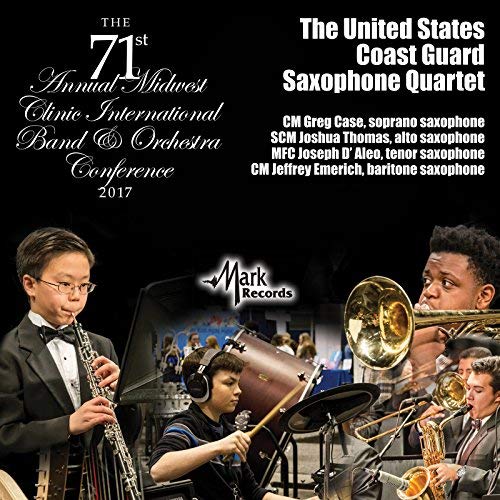 THE
71st
Annual Midwest
Clinic International
Band & Orchestra
Conference
2017
The United States
Coast Guard
Saxophone Quartet
CM Greg Case, soprano saxophone
SCM Joshua Thomas, alto saxophone
MFC Joseph D' Aleo, tenor saxophone
CM Jeffrey Emerich, baritone saxophone
Mark
Records